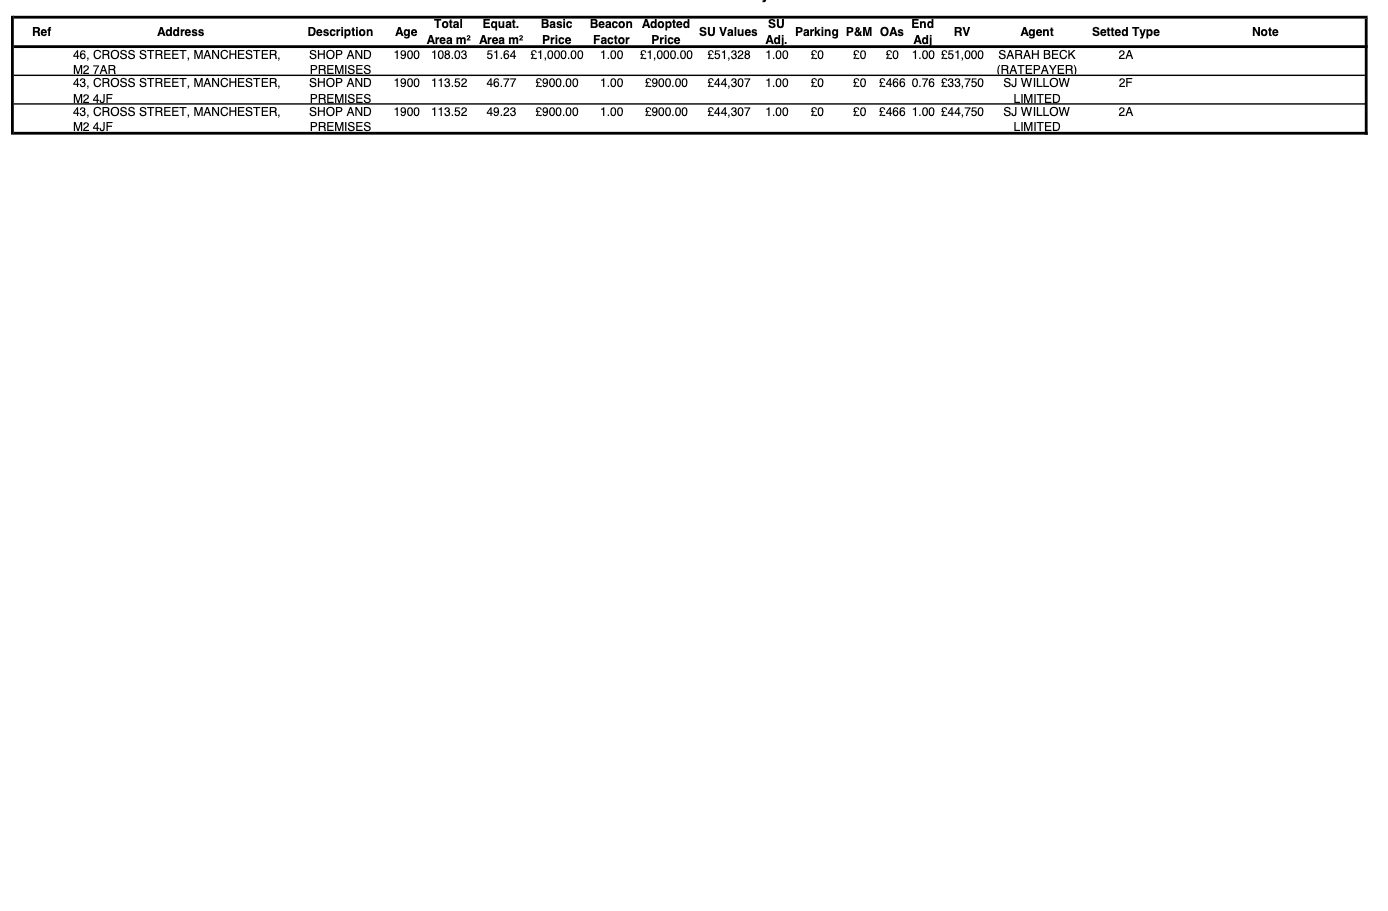 Ref Address Description Age Total Area m² Equat. Area m² Basic Price Beacon Factor Adopted Price SU Values SU Adj. Parking P&M OAs End Adj RV Agent Setted Type Note
46, CROSS STREET, MANCHESTER, SHOP AND 1900 108.03 51.64 £1,000.00 1.00 £1,000.00 £51,328 1.00 £0 £0 £0 1.00 £51,000 SARAH BECK 2A
M2 7AR PREMISES (RATEPAYER)
43, CROSS STREET, MANCHESTER, SHOP AND 1900 113.52 46.77 £900.00 1.00 £900.00 £44,307 1.00 £0 £0 £466 0.76 £33,750 SJ WILLOW 2F
M2 4JF PREMISES LIMITED
43, CROSS STREET, MANCHESTER, SHOP AND 1900 113.52 49.23 £900.00 1.00 £900.00 £44,307 1.00 £0 £0 £466 1.00 £44,750 SJ WILLOW 2A
M2 4JF PREMISES LIMITED